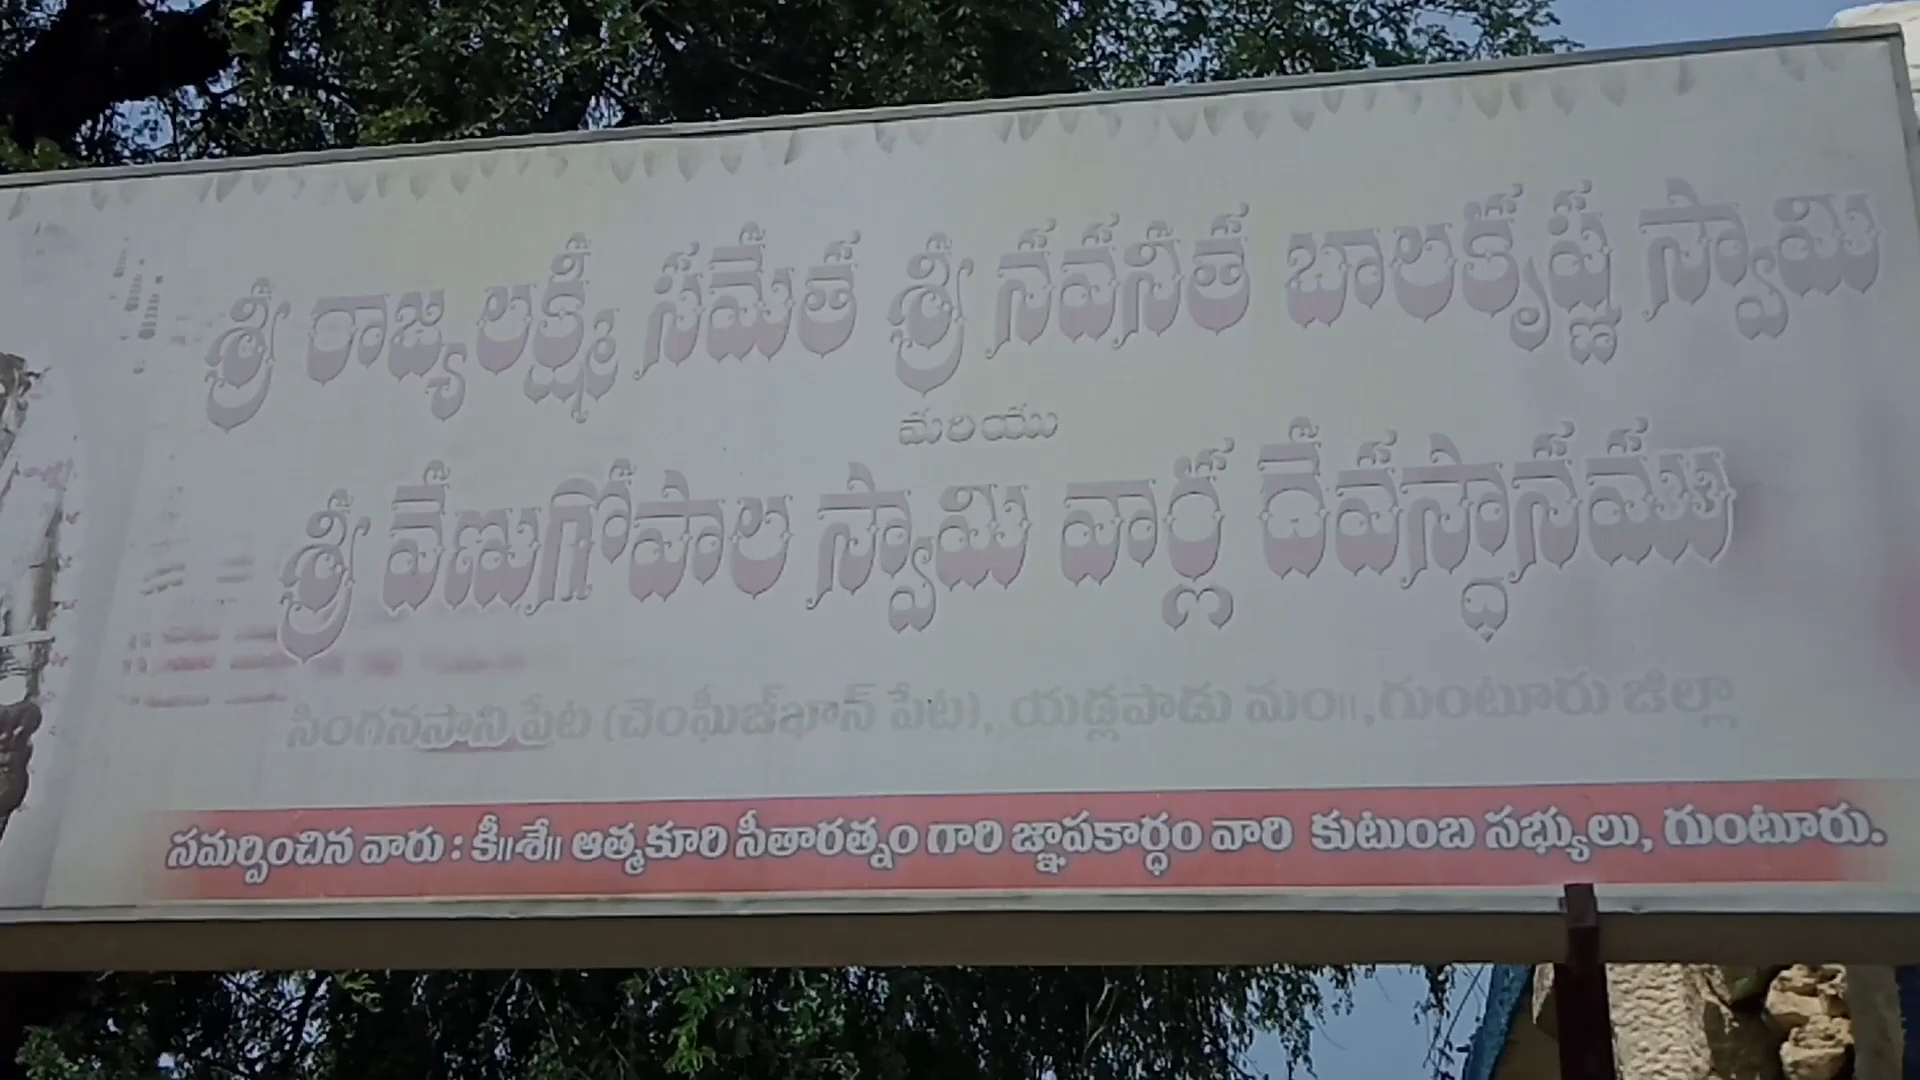 శ్రీ రాజ్యలక్ష్మీ సమేత శ్రీ నవనీత బాలకృష్ణ స్వామి
మరియు
శ్రీ వేణుగోపాల స్వామి వార్ల దేవస్థానము
సింగనసాని పేట (చెంఘీజ్‌ఖాన్ పేట), యడ్లపాడు మం॥, గుంటూరు జిల్లా
సమర్పించిన వారు : కీ॥శే॥ ఆత్మకూరి సీతారత్నం గారి జ్ఞాపకార్ధం వారి కుటుంబ సభ్యులు, గుంటూరు.